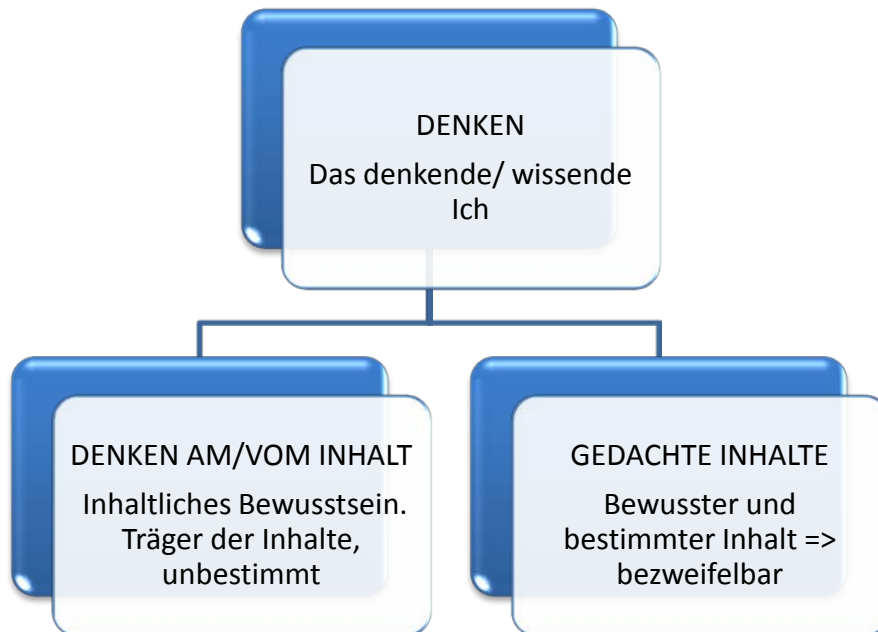 DENKEN
Das denkende/ wissende
Ich
DENKEN AM/VOM INHALT
Inhaltliches Bewusstsein.
Träger der Inhalte,
unbestimmt
GEDACHTE INHALTE
Bewusster und
bestimmter Inhalt =>
bezweifelbar